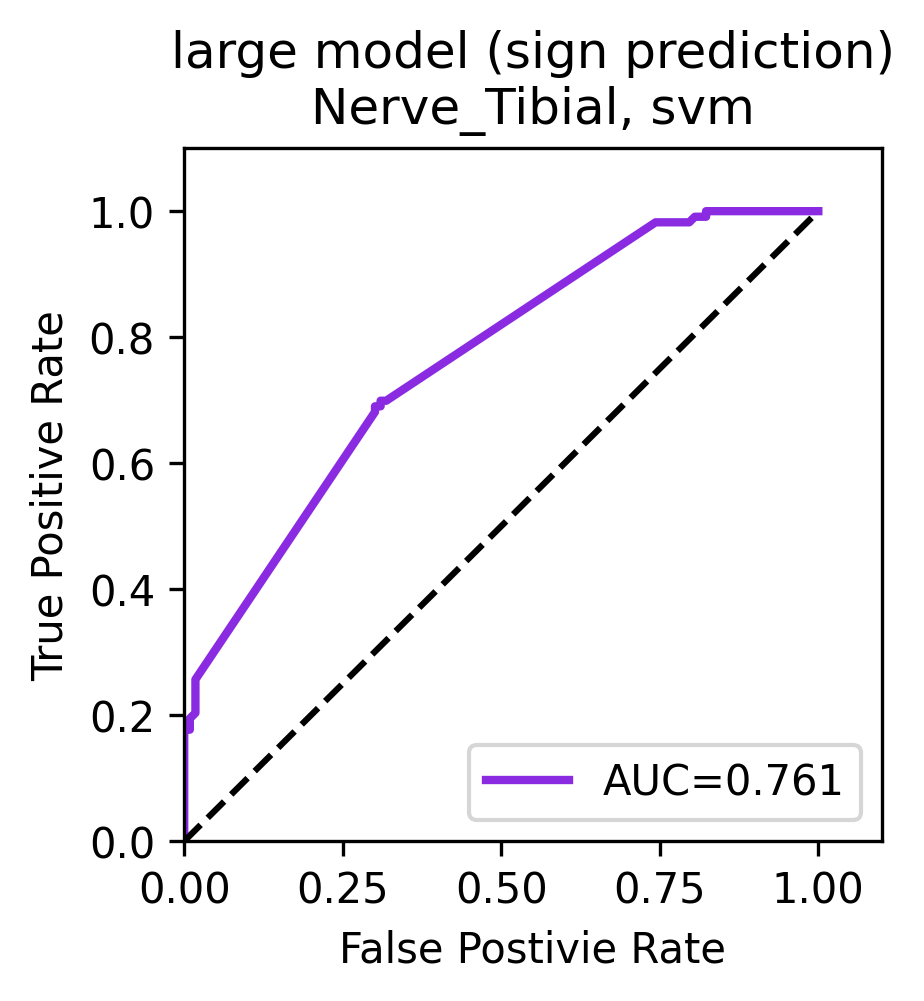 large model (sign prediction)
Nerve_Tibial, svm
True Positive Rate
1.0
0.8
0.6
0.4
0.2
0.0
AUC=0.761
0.00 0.25 0.50 0.75 1.00
False Postivie Rate